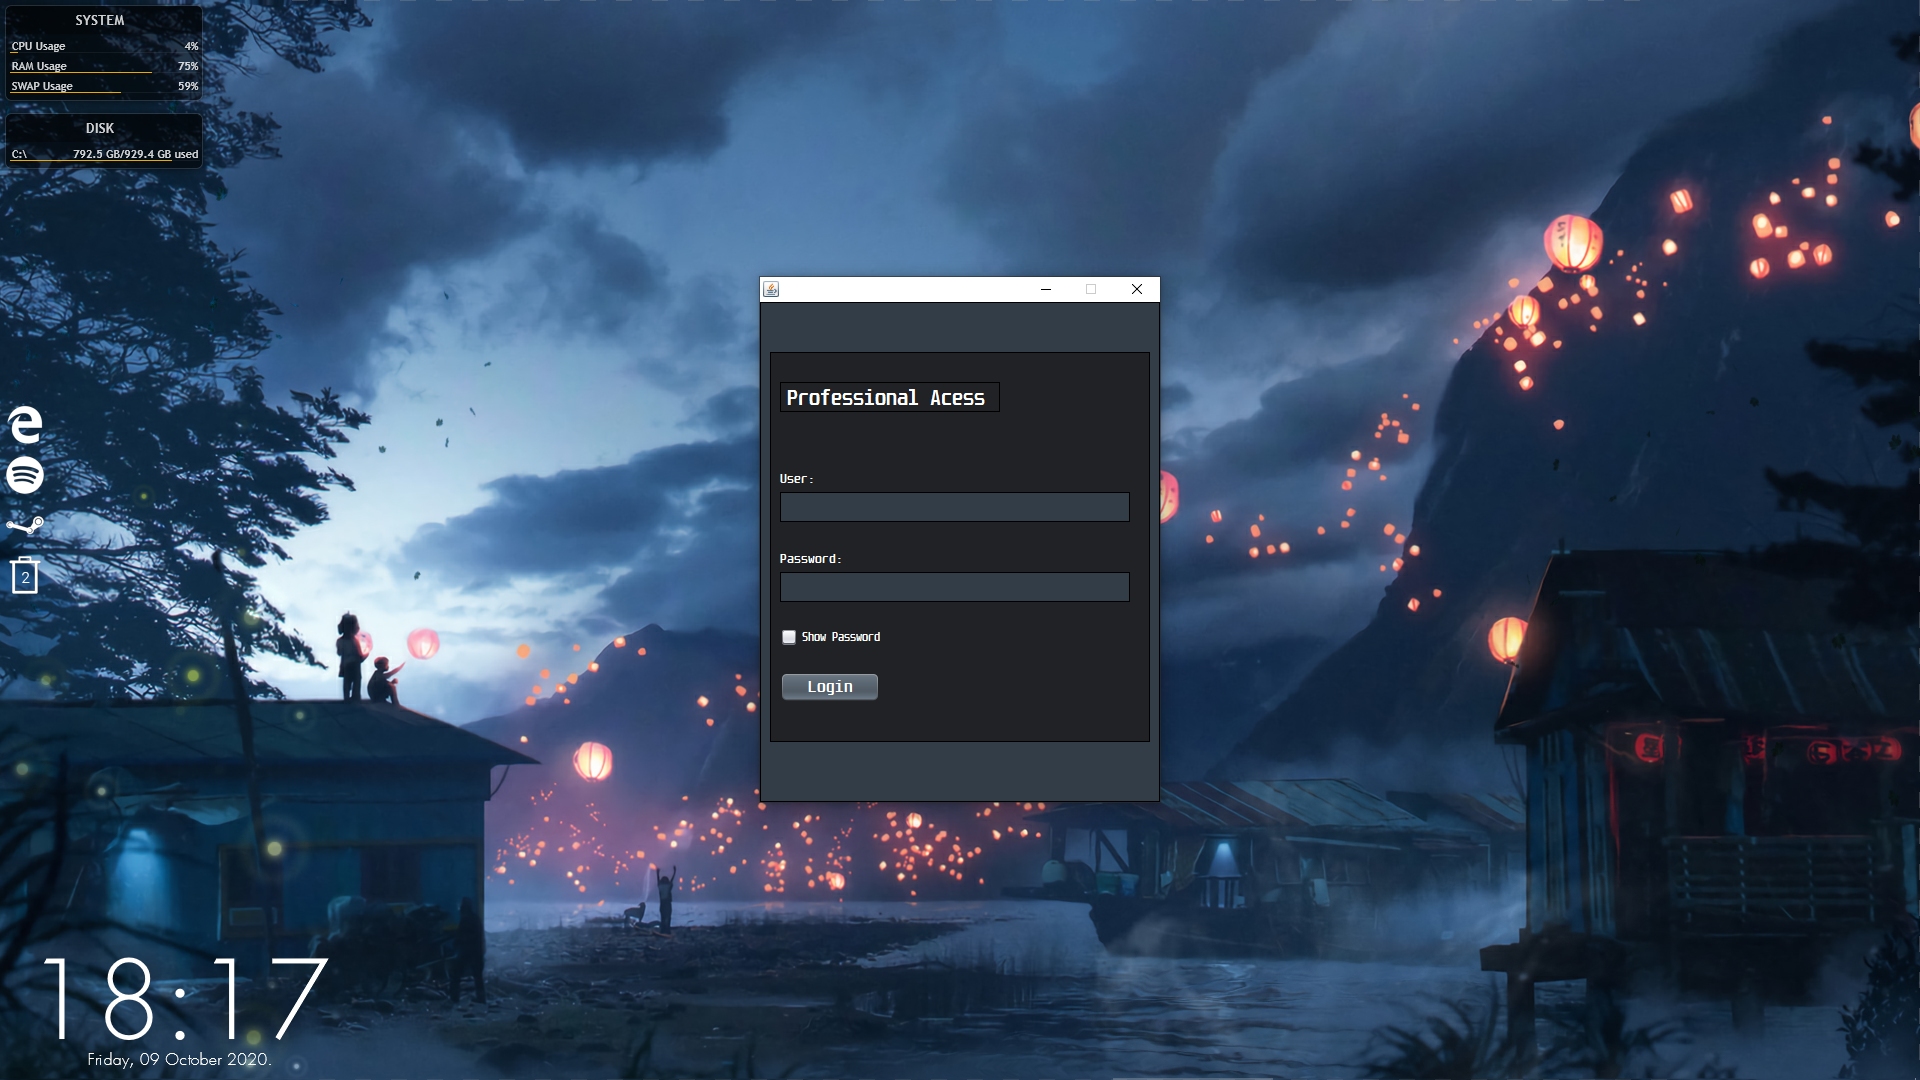 SYSTEM
CPU Usage 4%
RAM Usage 75%
SWAP Usage 59%
DISK
C:\ 792.5 GB/929.4 GB used
Professional Acess
User:
Password:
Show Password
Login
2
18:17
Friday, 09 October 2020.